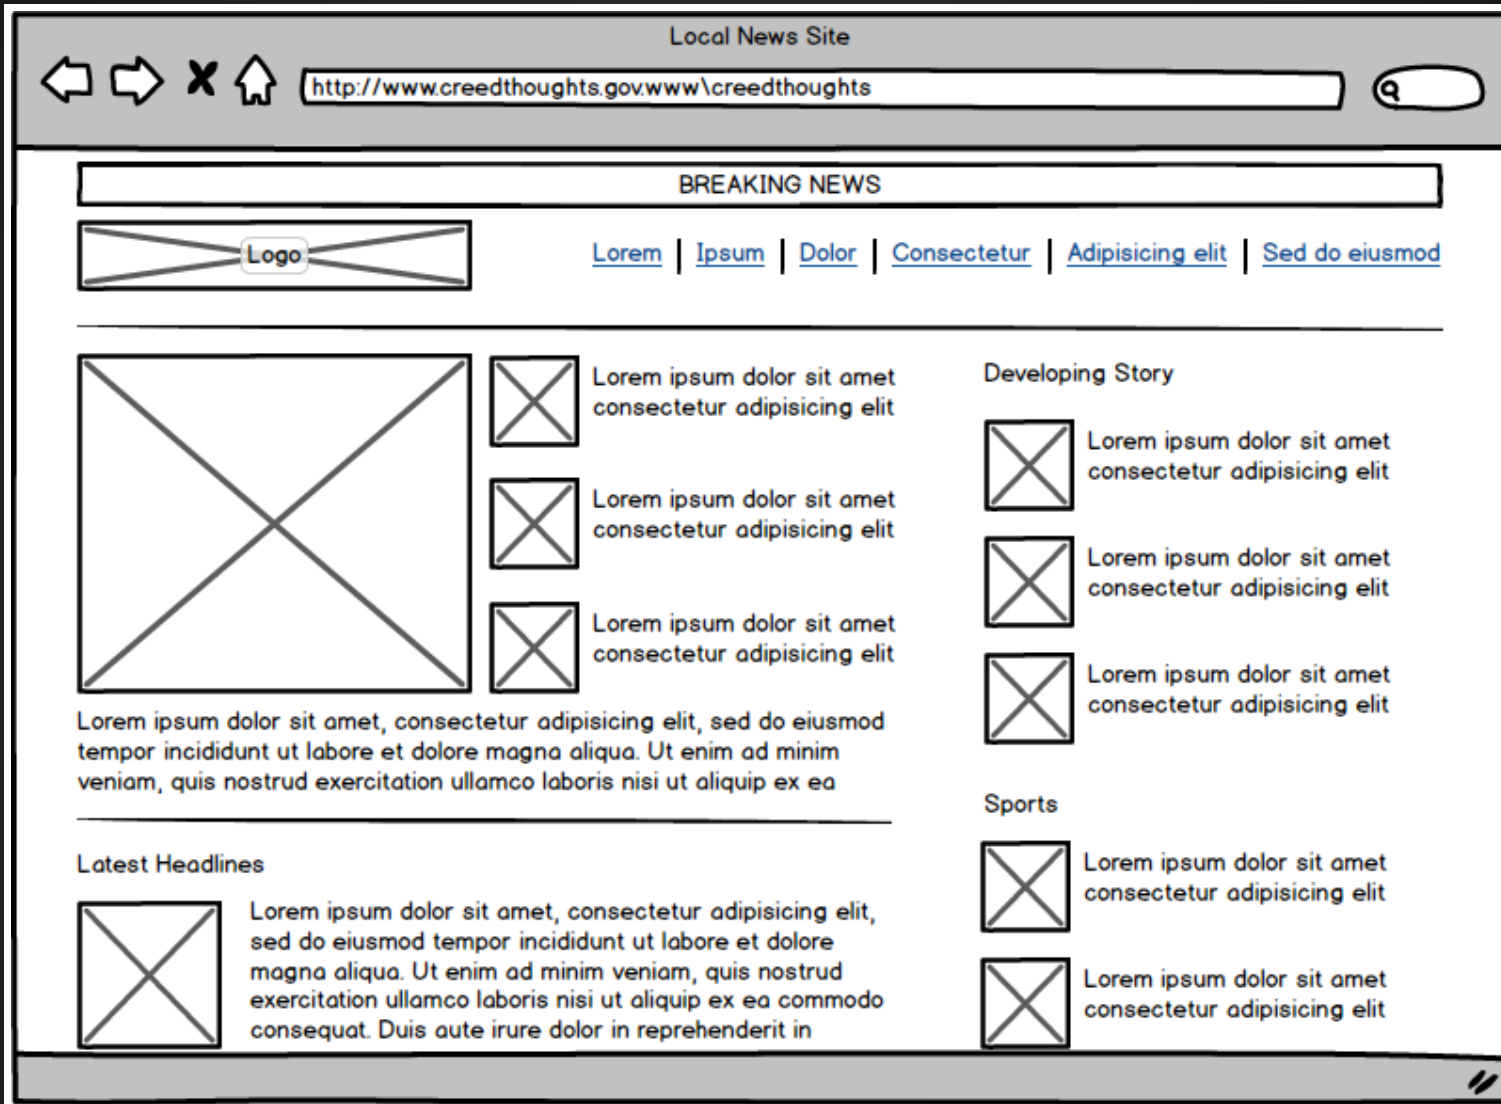 Local News Site
http://www.creedthoughts.gov.www\creedthoughts
BREAKING NEWS
Logo
Lorem | Ipsum | Dolor | Consectetur | Adipisicing elit | Sed do eiusmod
Lorem ipsum dolor sit amet
consectetur adipisicing elit
Lorem ipsum dolor sit amet
consectetur adipisicing elit
Lorem ipsum dolor sit amet
consectetur adipisicing elit
Lorem ipsum dolor sit amet, consectetur adipisicing elit, sed do eiusmod
tempor incididunt ut labore et dolore magna aliqua. Ut enim ad minim
veniam, quis nostrud exercitation ullamco laboris nisi ut aliquip ex ea
Latest Headlines
Lorem ipsum dolor sit amet, consectetur adipisicing elit,
sed do eiusmod tempor incididunt ut labore et dolore
magna aliqua. Ut enim ad minim veniam, quis nostrud
exercitation ullamco laboris nisi ut aliquip ex ea commodo
consequat. Duis aute irure dolor in reprehenderit in
Developing Story
Lorem ipsum dolor sit amet
consectetur adipisicing elit
Lorem ipsum dolor sit amet
consectetur adipisicing elit
Lorem ipsum dolor sit amet
consectetur adipisicing elit
Sports
Lorem ipsum dolor sit amet
consectetur adipisicing elit
Lorem ipsum dolor sit amet
consectetur adipisicing elit